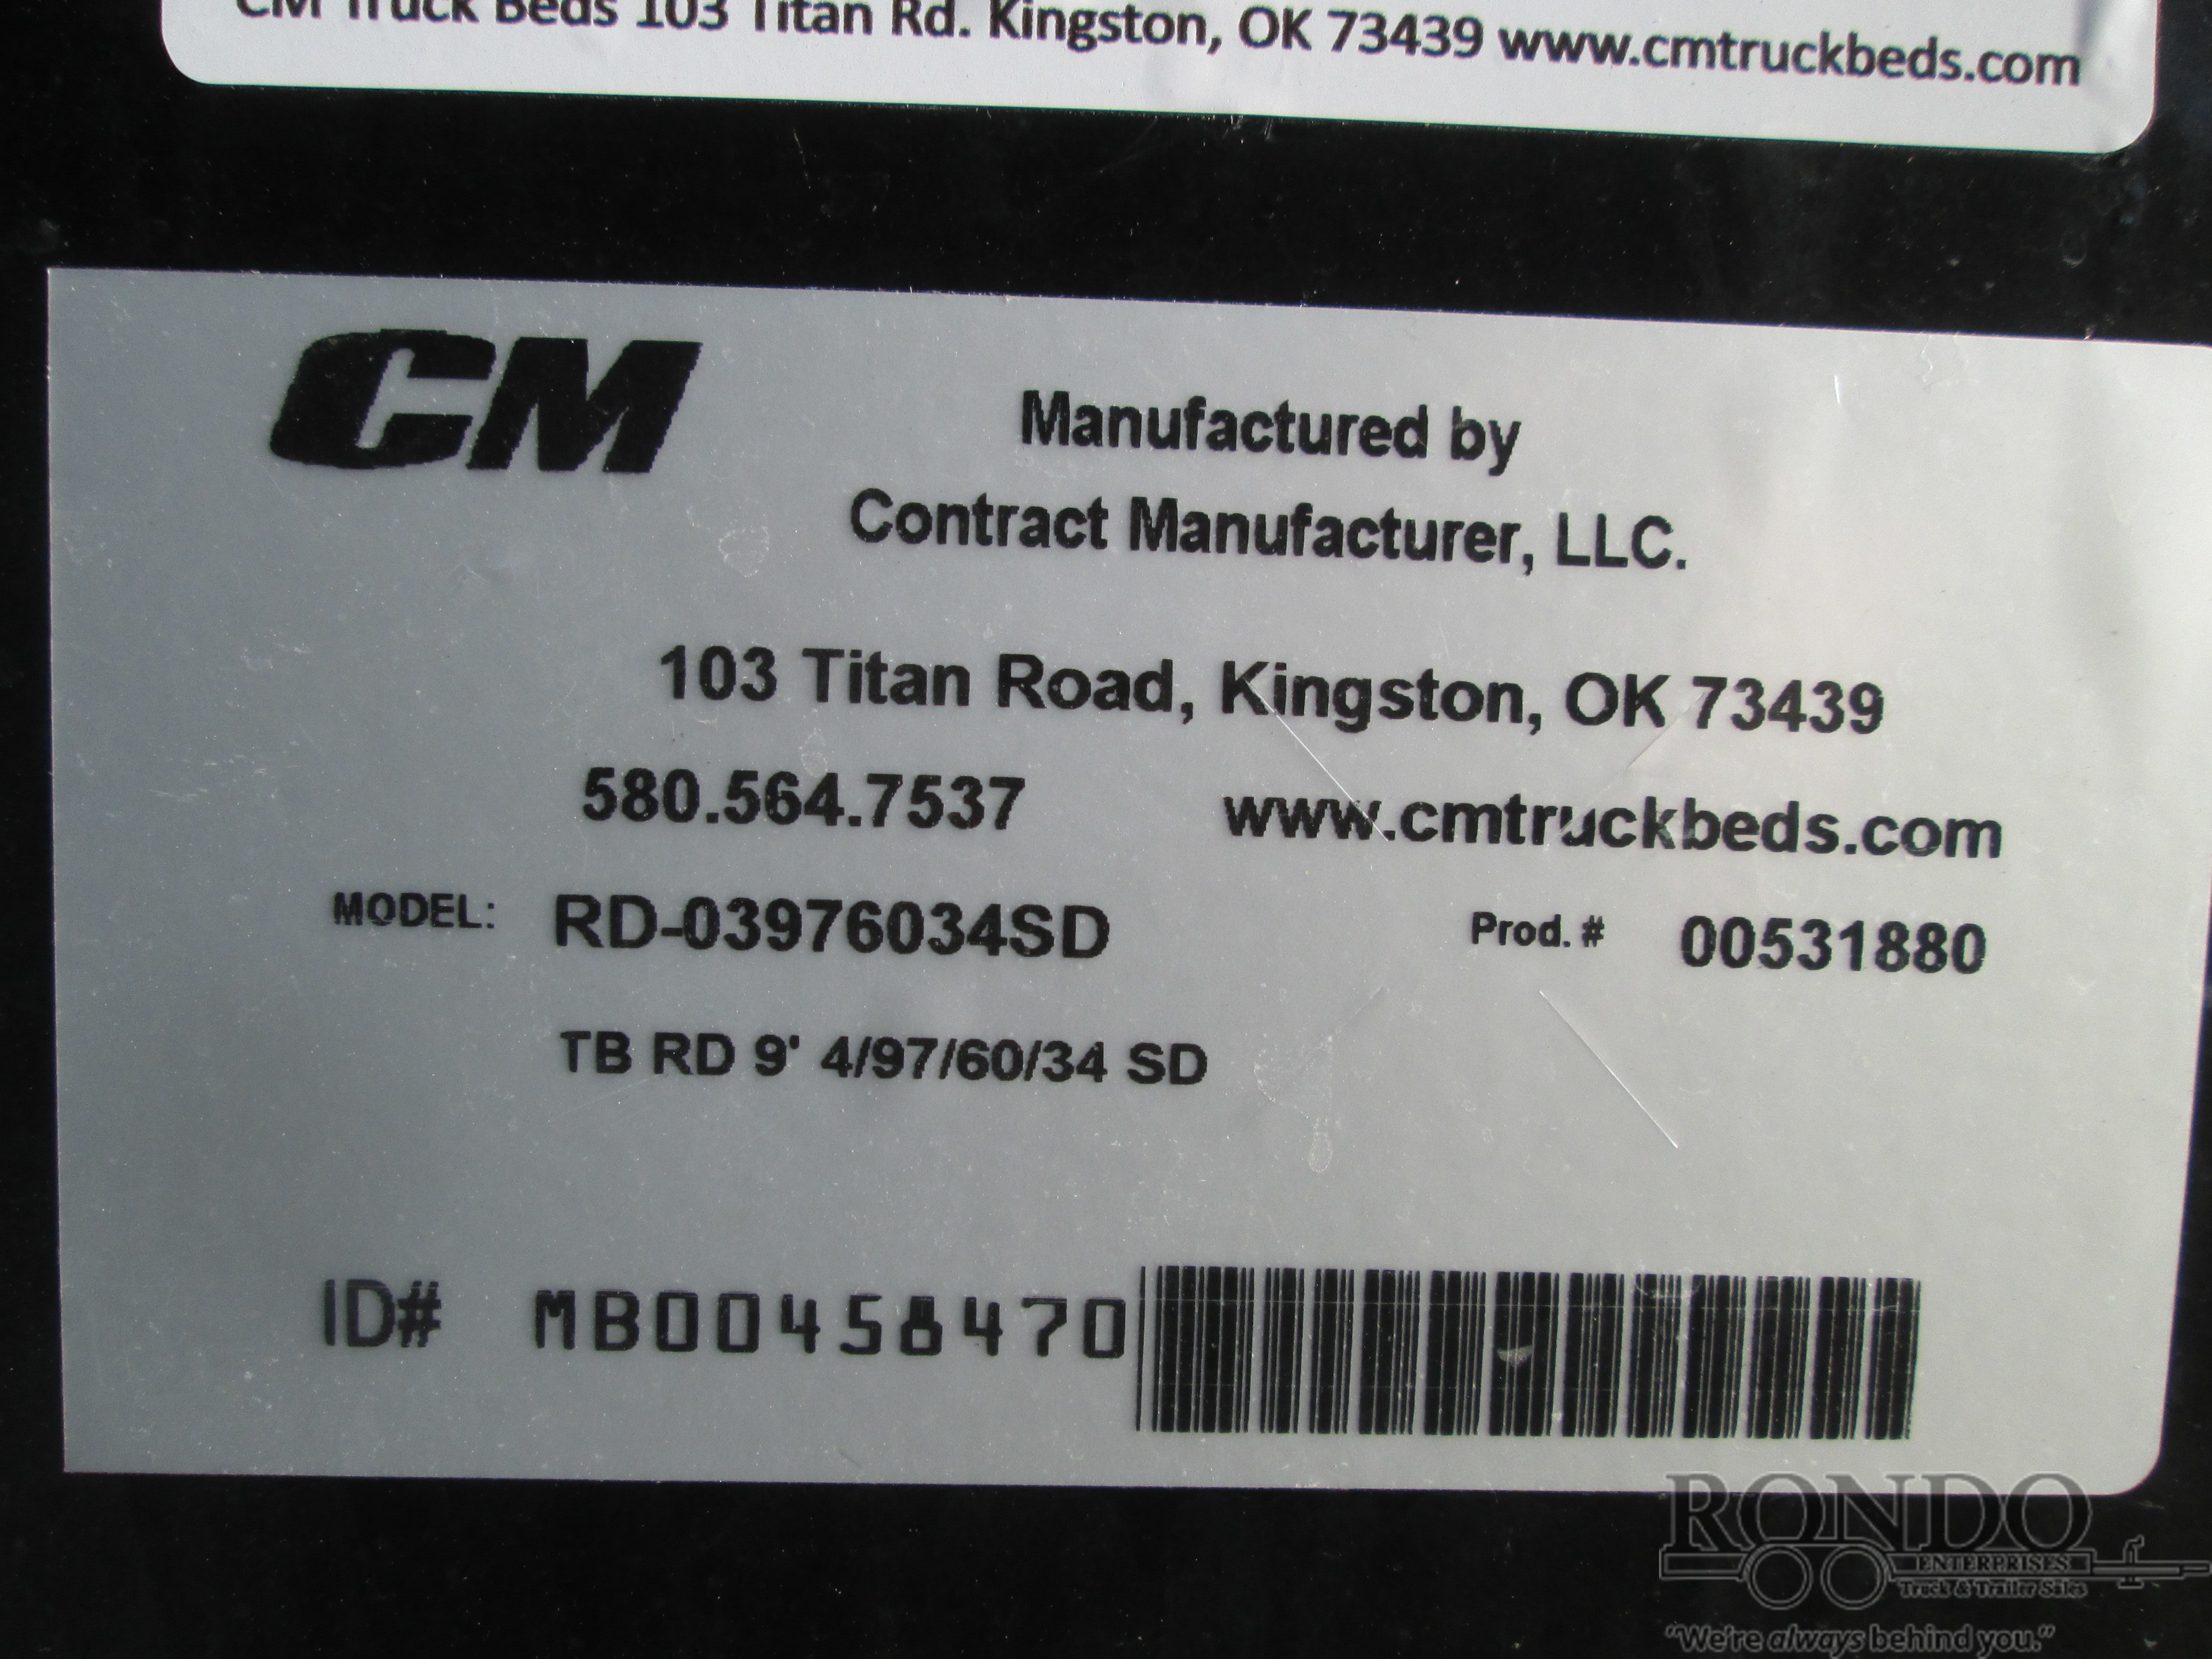 CM Truck Beds 103 Titan Rd. Kingston, OK 73439 www.cmtruckbeds.com
CM
Manufactured by
Contract Manufacturer, LLC.
103 Titan Road, Kingston, OK 73439
580.564.7537 www.cmtruckbeds.com
MODEL: RD-03976034SD Prod. # 00531880
TB RD 9' 4/97/60/34 SD
ID# MB00458470
RONDO
ENTERPRISES
Truck & Trailer Sales
"We're always behind you."